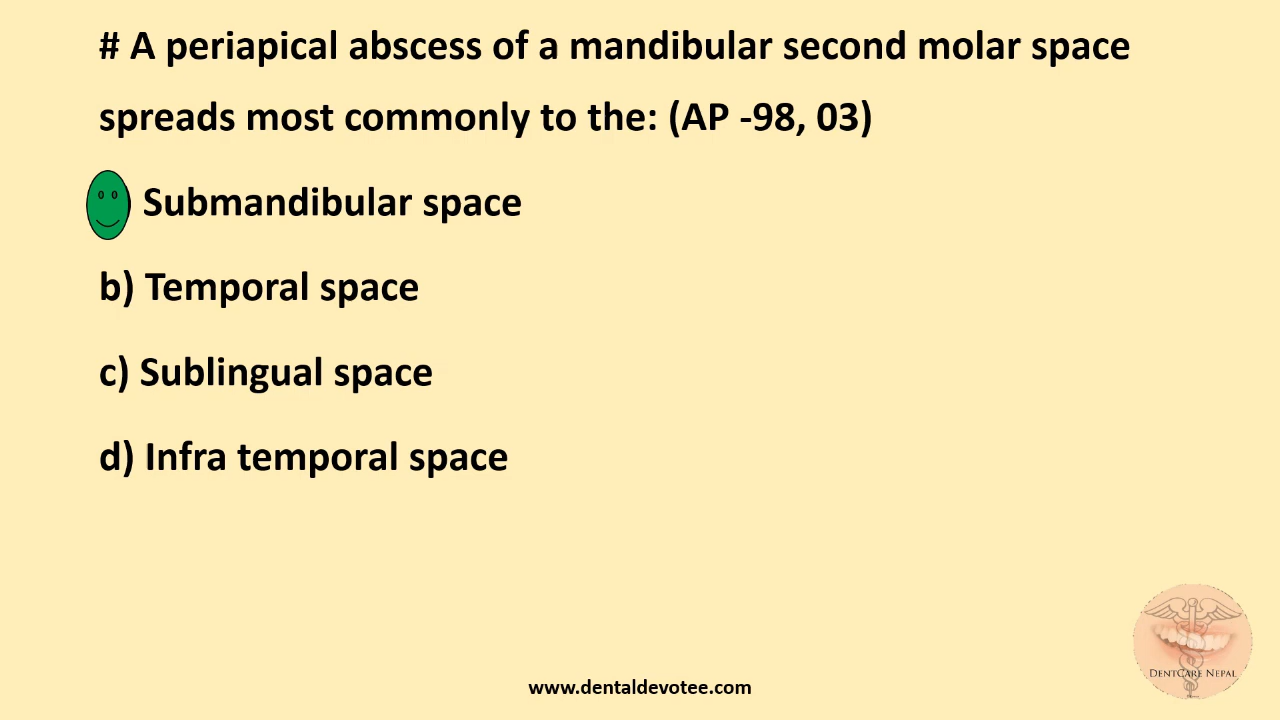 # A periapical abscess of a mandibular second molar space
spreads most commonly to the: (AP -98, 03)
Submandibular space
b) Temporal space
c) Sublingual space
d) Infra temporal space
DENTCARE NEPAL
www.dentaldevotee.com